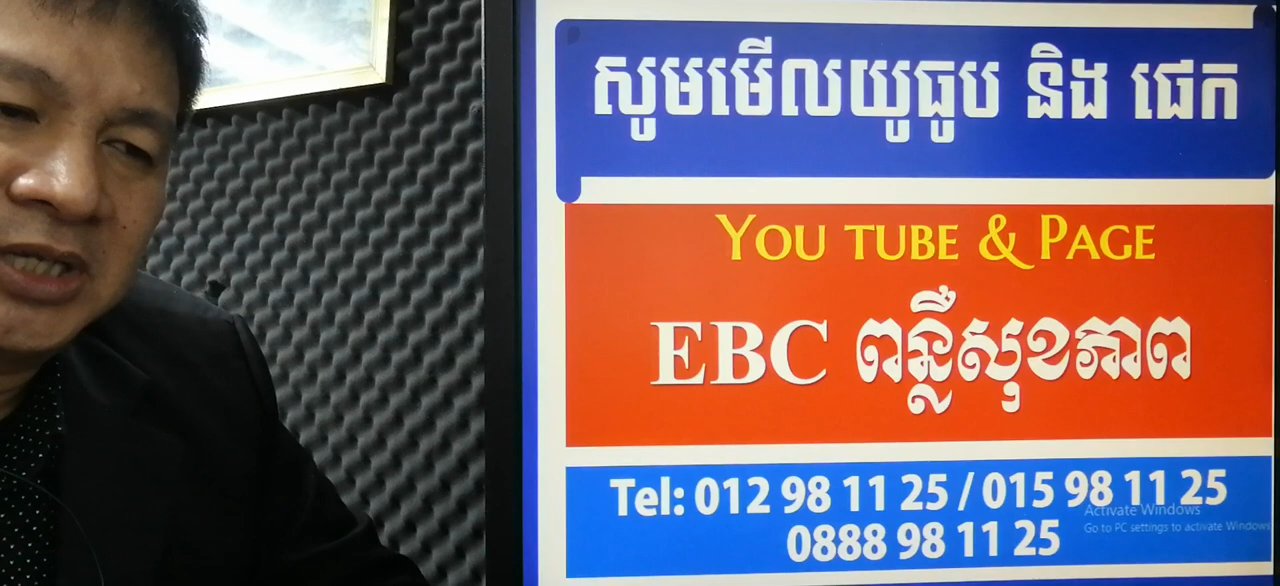 សូមមើលយូធូប និង ផេក
YOU TUBE & PAGE
EBC ពន្លឺសុខភាព
Tel: 012 98 11 25 / 015 98 11 25
0888 98 11 25
Activate Windows
Go to PC settings to activate Windows